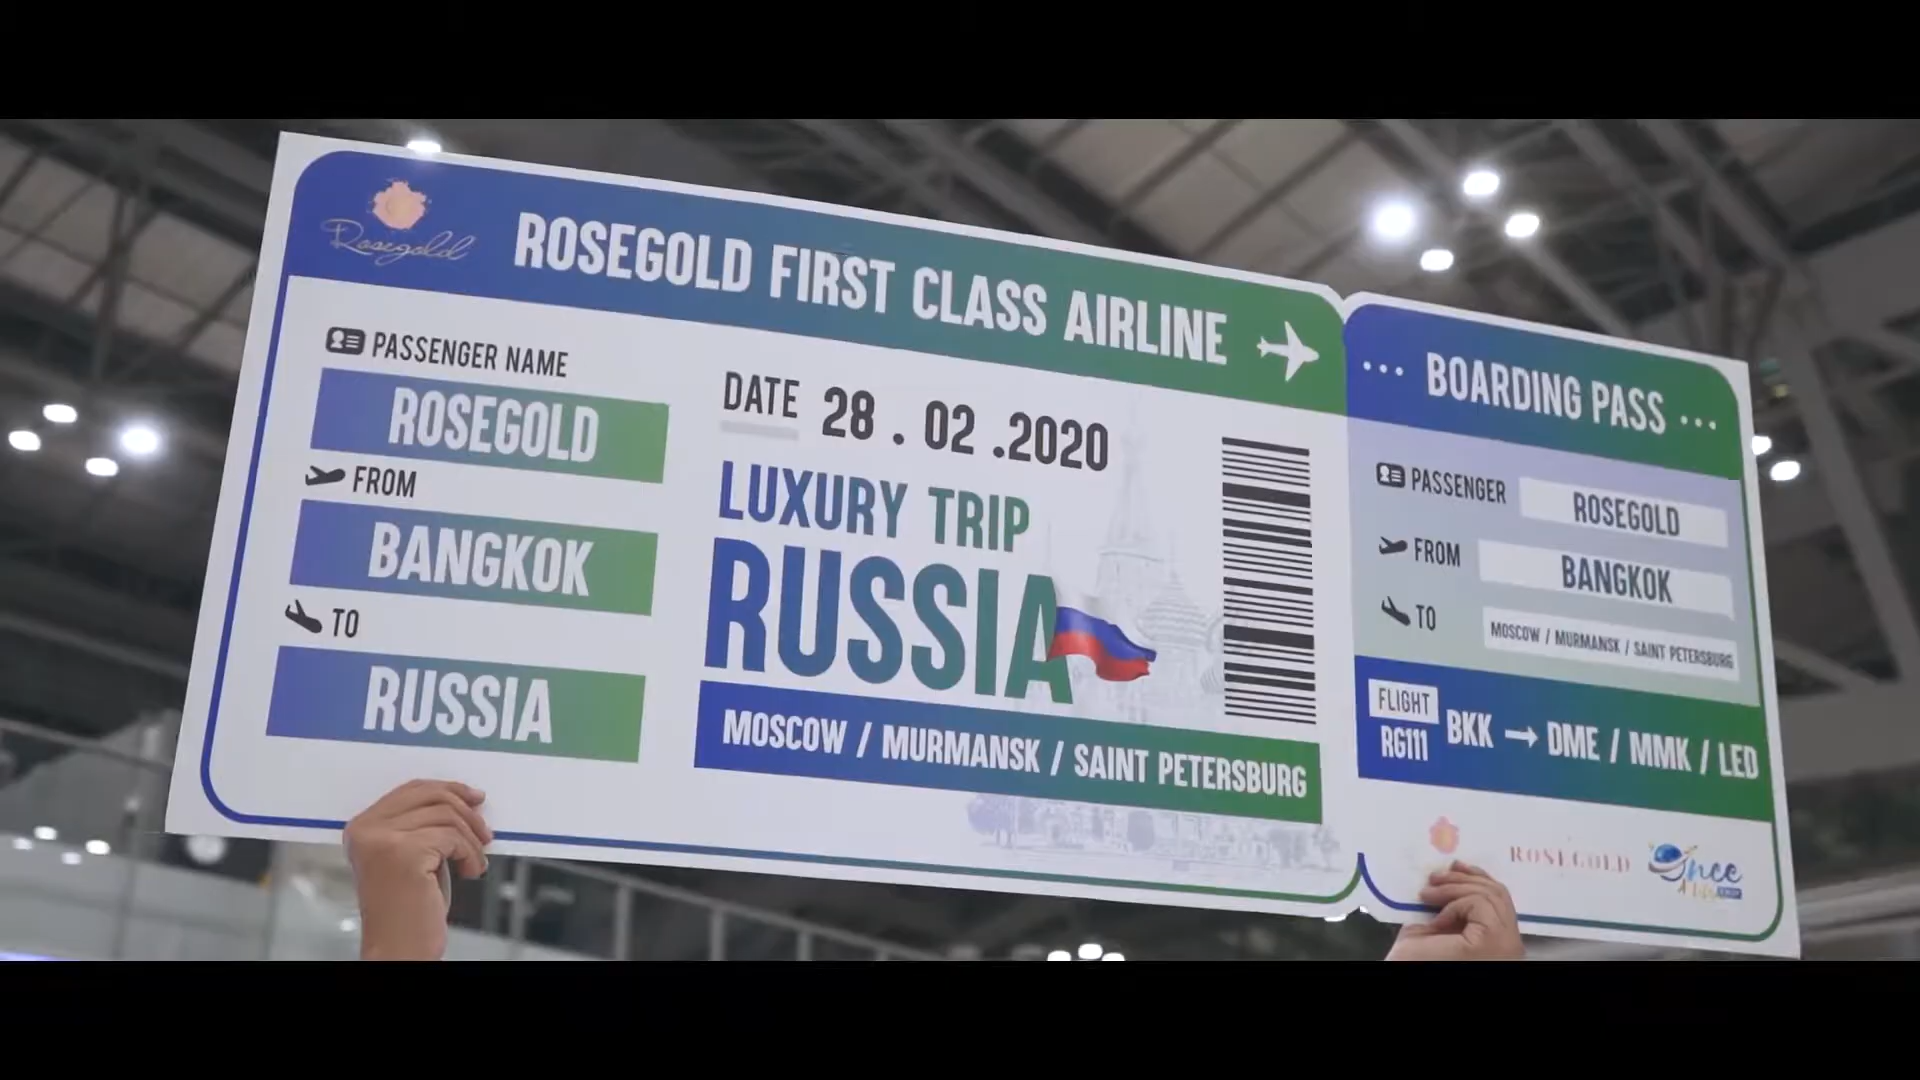 Rosegold
ROSEGOLD FIRST CLASS AIRLINE
PASSENGER NAME
ROSEGOLD
FROM
BANGKOK
TO
RUSSIA
DATE 28 . 02 .2020
LUXURY TRIP
RUSSIA
MOSCOW / MURMANSK / SAINT PETERSBURG
... BOARDING PASS ...
PASSENGER ROSEGOLD
FROM BANGKOK
TO MOSCOW / MURMANSK / SAINT PETERSBURG
FLIGHT
RG111
BKK → DME / MMK / LED
ROSEGOLD
Once